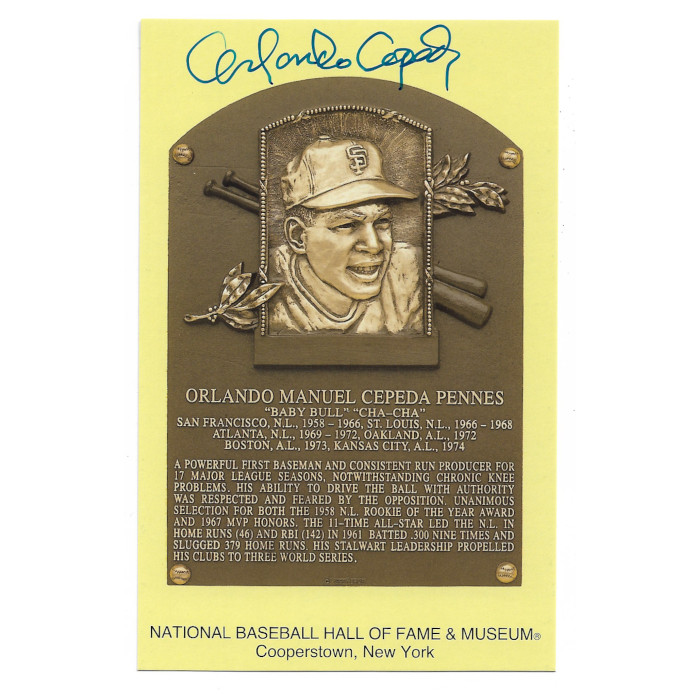 Orlando Cepeda
SF
ORLANDO MANUEL CEPEDA PENNES
"BABY BULL" "CHA-CHA"
SAN FRANCISCO, N.L., 1958 – 1966, ST. LOUIS, N.L., 1966 – 1968
ATLANTA, N.L., 1969 – 1972, OAKLAND, A.L., 1972
BOSTON, A.L., 1973, KANSAS CITY, A.L., 1974
A POWERFUL FIRST BASEMAN AND CONSISTENT RUN PRODUCER FOR
17 MAJOR LEAGUE SEASONS, NOTWITHSTANDING CHRONIC KNEE
PROBLEMS. HIS ABILITY TO DRIVE THE BALL WITH AUTHORITY
WAS RESPECTED AND FEARED BY THE OPPOSITION. UNANIMOUS
SELECTION FOR BOTH THE 1958 N.L. ROOKIE OF THE YEAR AWARD
AND 1967 MVP HONORS. THE 11-TIME ALL-STAR LED THE N.L. IN
HOME RUNS (46) AND RBI (142) IN 1961 BATTED .300 NINE TIMES AND
SLUGGED 379 HOME RUNS. HIS STALWART LEADERSHIP PROPELLED
HIS CLUBS TO THREE WORLD SERIES.
NATIONAL BASEBALL HALL OF FAME & MUSEUM®
Cooperstown, New York